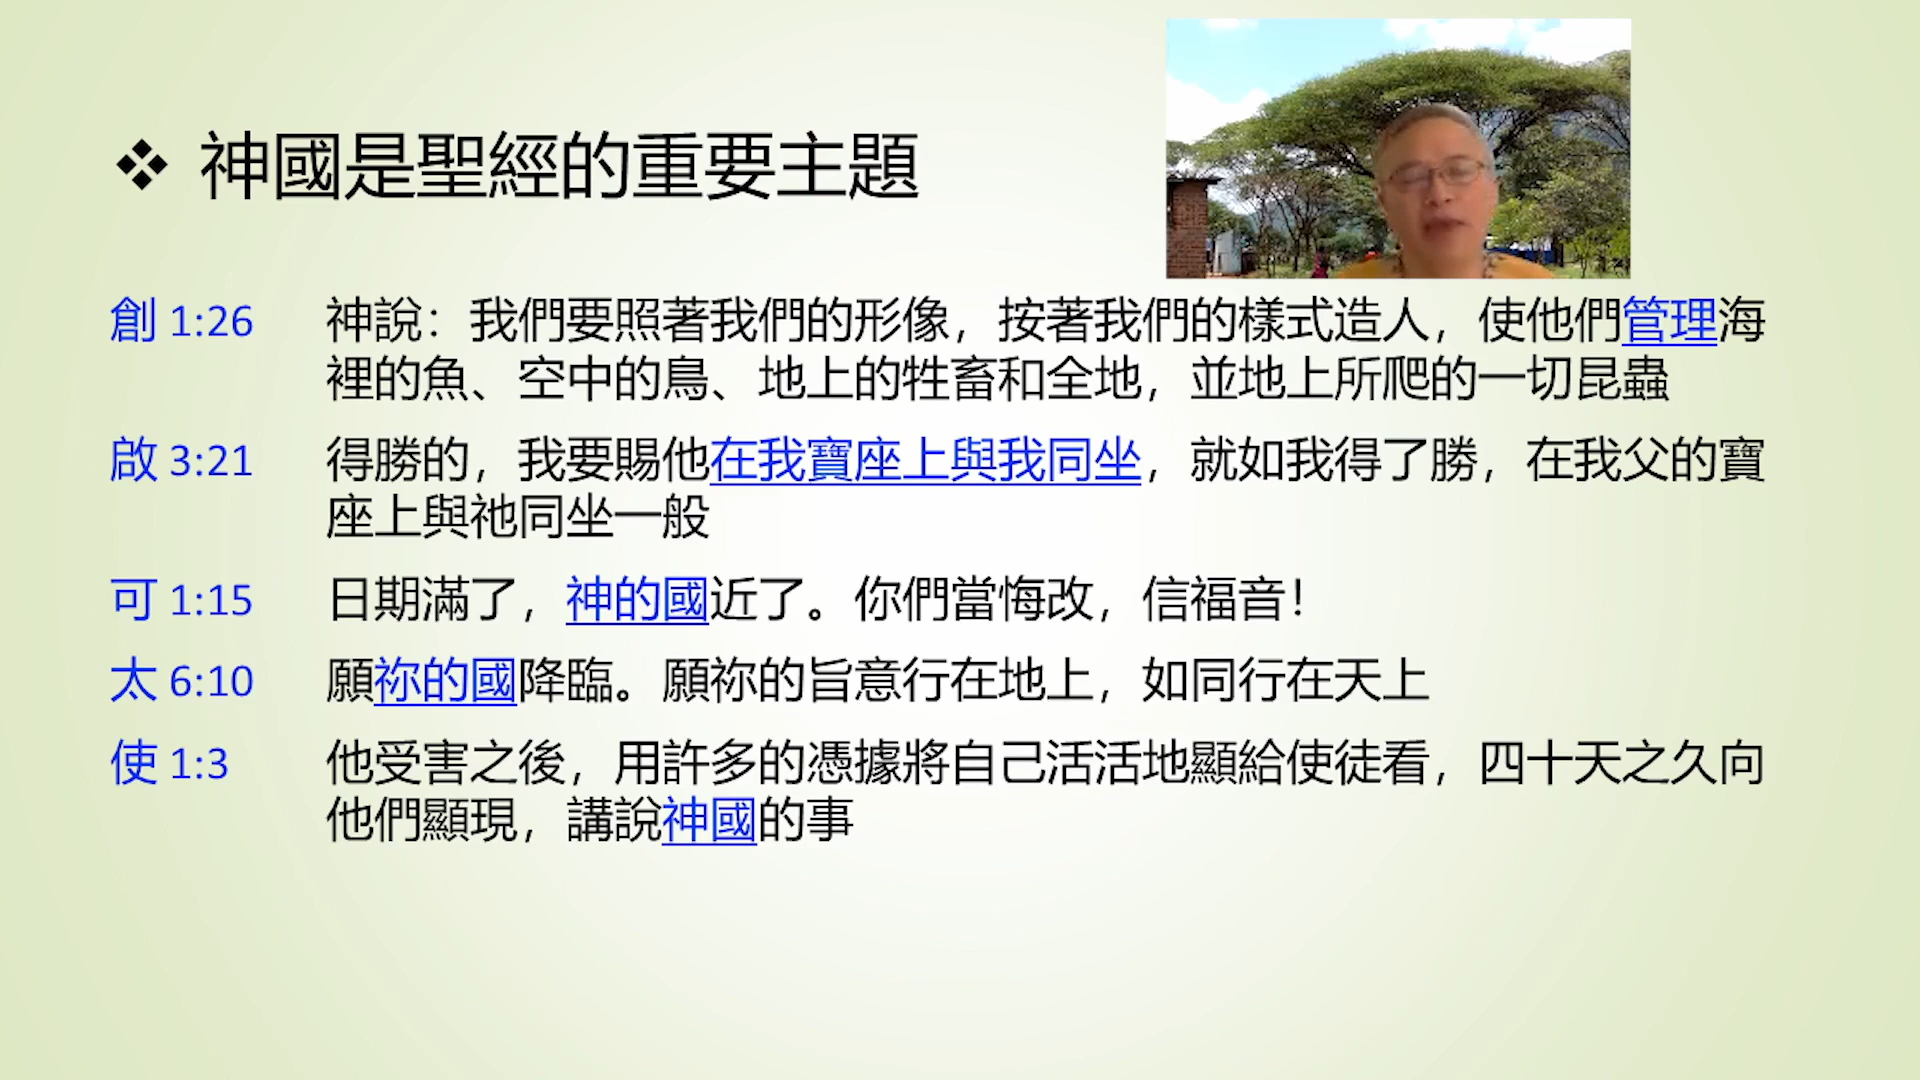 ❖ 神國是聖經的重要主題
創 1:26 神說：我們要照著我們的形像，按著我們的樣式造人，使他們管理海
裡的魚、空中的鳥、地上的牲畜和全地，並地上所爬的一切昆蟲
啟 3:21 得勝的，我要賜他在我寶座上與我同坐，就如我得了勝，在我父的寶
座上與祂同坐一般
可 1:15 日期滿了，神的國近了。你們當悔改，信福音！
太 6:10 願祢的國降臨。願祢的旨意行在地上，如同行在天上
使 1:3 他受害之後，用許多的憑據將自己活活地顯給使徒看，四十天之久向
他們顯現，講說神國的事